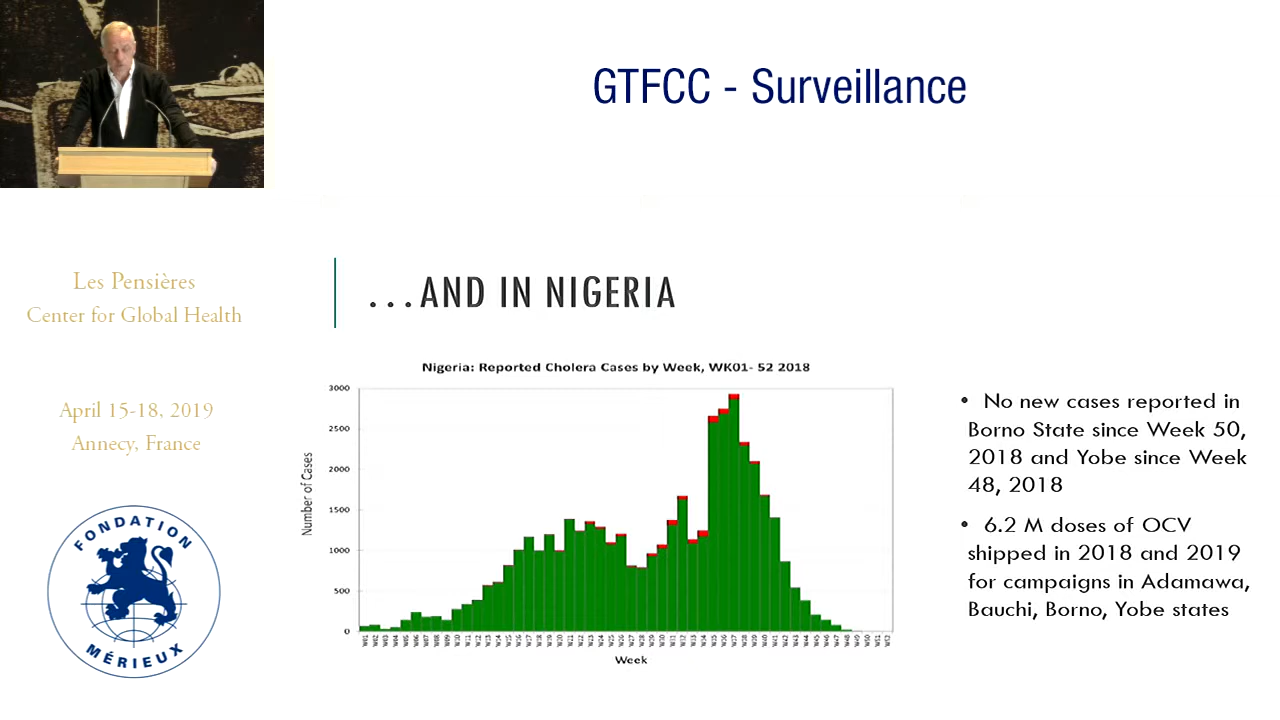 GTFCC - Surveillance
Les Pensières
Center for Global Health
April 15-18, 2019
Annecy, France
FONDATION
MÉRIEUX
...AND IN NIGERIA
Nigeria: Reported Cholera Cases by Week, WK01- 52 2018
Number of Cases
3000
2500
2000
1500
1000
500
0
Week
• No new cases reported in
Borno State since Week 50,
2018 and Yobe since Week
48, 2018
• 6.2 M doses of OCV
shipped in 2018 and 2019
for campaigns in Adamawa,
Bauchi, Borno, Yobe states